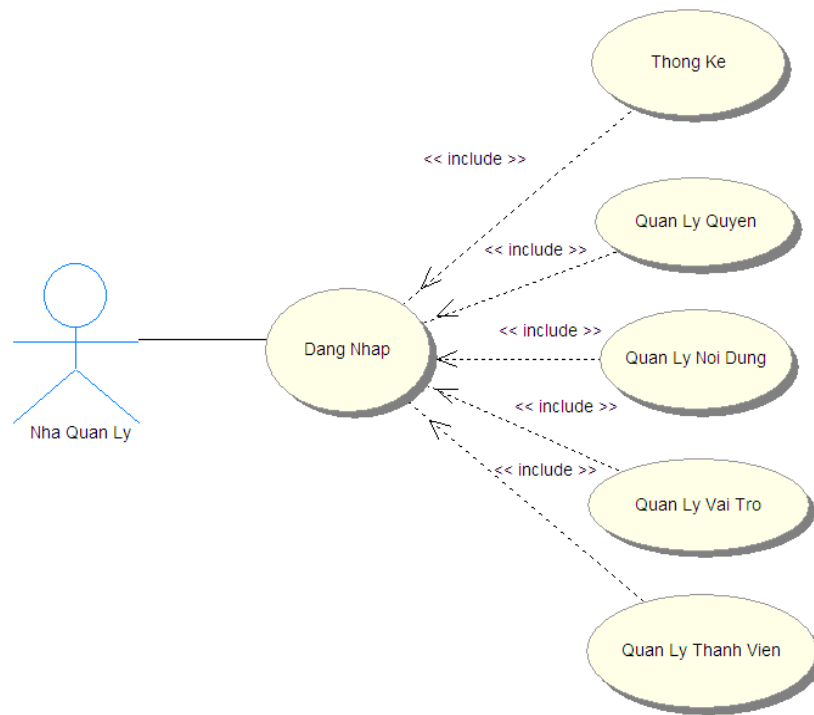 Thong Ke
<< include >>
Quan Ly Quyen
<< include >>
<< include >>
Dang Nhap
Quan Ly Noi Dung
<< include >>
Nha Quan Ly
<< include >>
Quan Ly Vai Tro
Quan Ly Thanh Vien